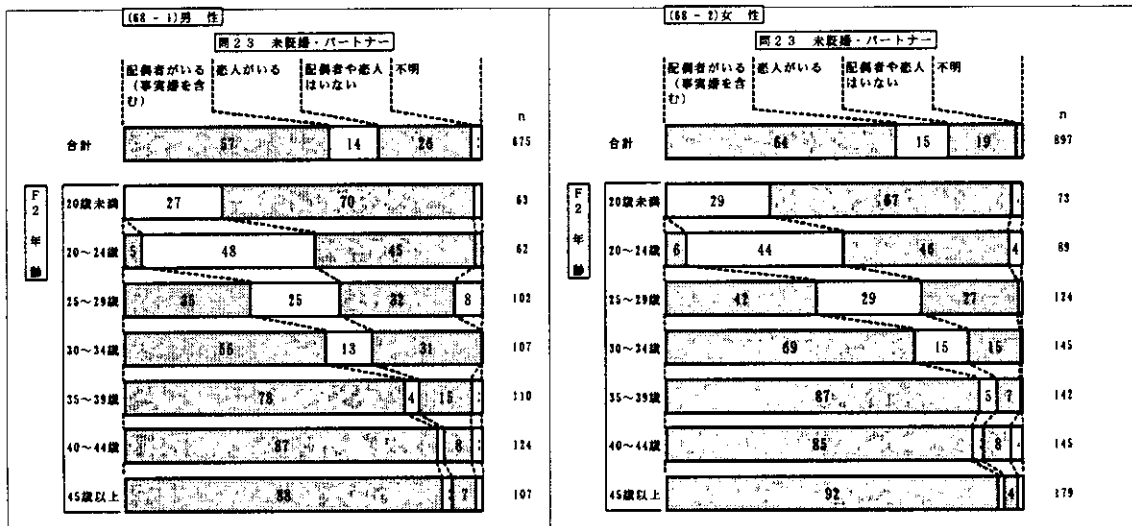 (68-1)男 性
問23 未既婚・パートナー
配偶者がいる 恋人がいる 配偶者や恋人 不明
(事実婚を含 はいない
む)
n
合計 57 14 26 675
F2年齢
20歳未満 27 70 63
20~24歳 5 48 45 62
25~29歳 35 25 32 8 102
30~34歳 56 13 31 107
35~39歳 78 4 15 110
40~44歳 87 8 124
45歳以上 88 7 107
(68-2)女 性
問23 未既婚・パートナー
配偶者がいる 恋人がいる 配偶者や恋人 不明
(事実婚を含 はいない
む)
n
合計 64 15 19 897
F2年齢
20歳未満 29 67 73
20~24歳 6 44 46 4 89
25~29歳 42 29 27 124
30~34歳 69 15 15 145
35~39歳 87 5 7 142
40~44歳 85 8 145
45歳以上 92 4 179